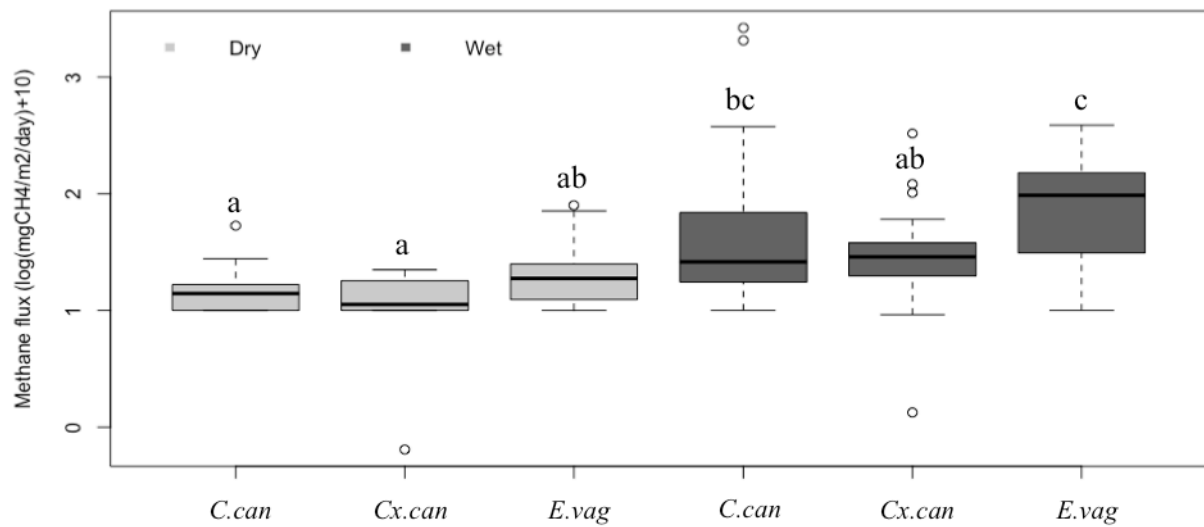 Dry Wet
Methane flux (log(mgCH4/m2/day)+10)
3
2
1
0
a
a
ab
bc
ab
c
C.can Cx.can E.vag C.can Cx.can E.vag